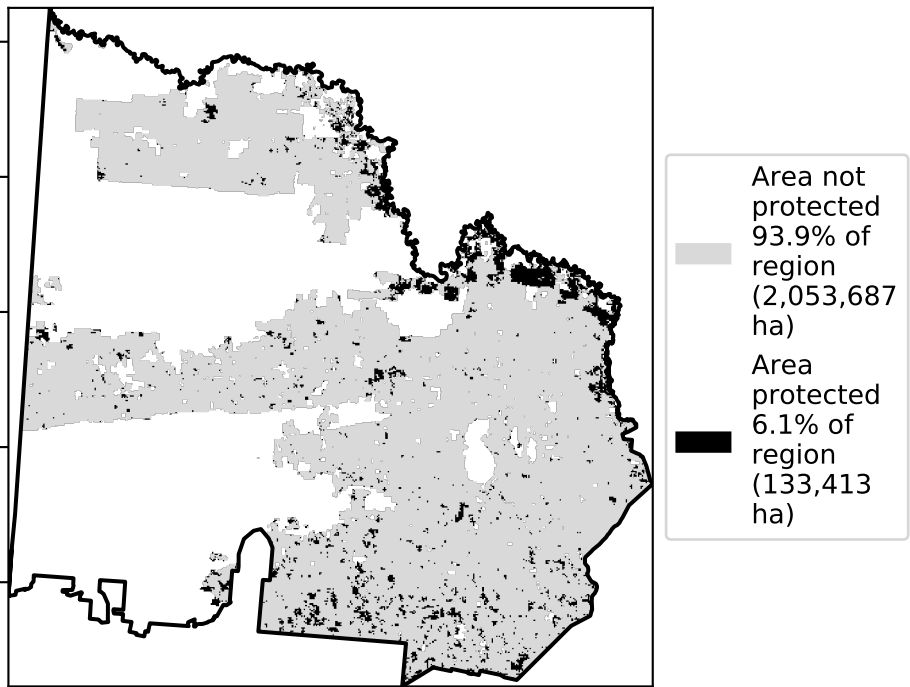 Area not
protected
93.9% of
region
(2,053,687
ha)
Area
protected
6.1% of
region
(133,413
ha)